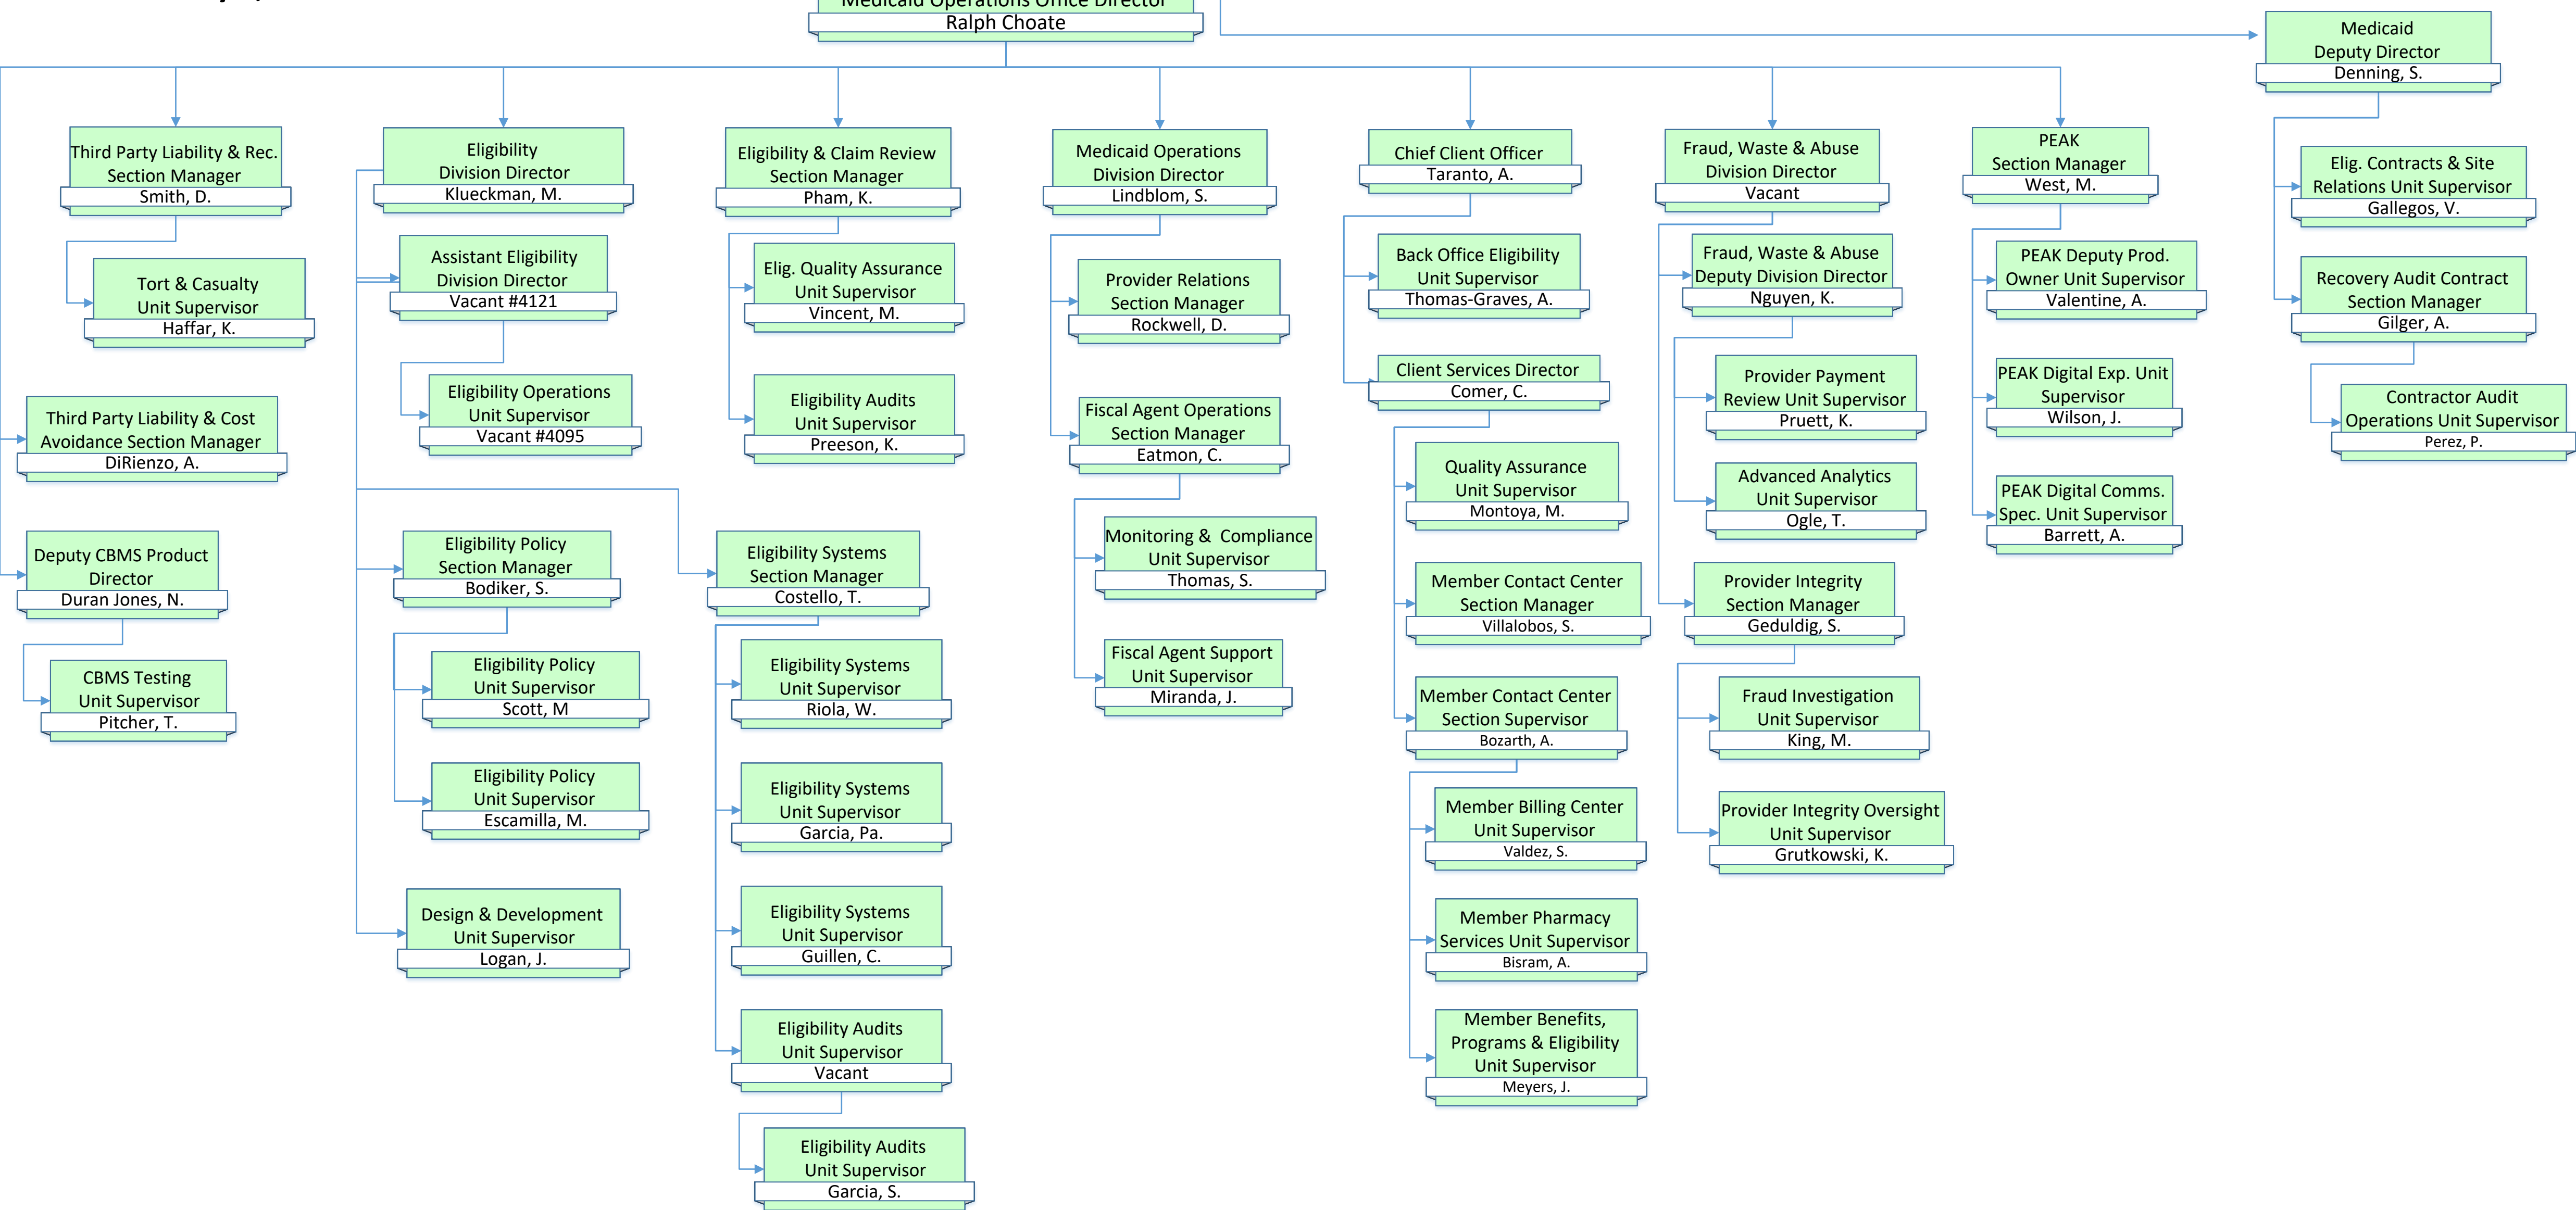 Medicaid Operations Office Director
Ralph Choate
Medicaid
Deputy Director
Denning, S.
Third Party Liability & Rec.
Section Manager
Smith, D.
Tort & Casualty
Unit Supervisor
Haffar, K.
Third Party Liability & Cost
Avoidance Section Manager
DiRienzo, A.
Deputy CBMS Product
Director
Duran Jones, N.
CBMS Testing
Unit Supervisor
Pitcher, T.
Eligibility
Division Director
Klueckman, M.
Assistant Eligibility
Division Director
Vacant #4121
Eligibility Operations
Unit Supervisor
Vacant #4095
Eligibility Policy
Section Manager
Bodiker, S.
Eligibility Policy
Unit Supervisor
Scott, M
Eligibility Policy
Unit Supervisor
Escamilla, M.
Design & Development
Unit Supervisor
Logan, J.
Eligibility & Claim Review
Section Manager
Pham, K.
Elig. Quality Assurance
Unit Supervisor
Vincent, M.
Eligibility Audits
Unit Supervisor
Preeson, K.
Eligibility Systems
Section Manager
Costello, T.
Eligibility Systems
Unit Supervisor
Riola, W.
Eligibility Systems
Unit Supervisor
Garcia, Pa.
Eligibility Systems
Unit Supervisor
Guillen, C.
Eligibility Audits
Unit Supervisor
Vacant
Eligibility Audits
Unit Supervisor
Garcia, S.
Medicaid Operations
Division Director
Lindblom, S.
Provider Relations
Section Manager
Rockwell, D.
Fiscal Agent Operations
Section Manager
Eatmon, C.
Monitoring &  Compliance
Unit Supervisor
Thomas, S.
Fiscal Agent Support
Unit Supervisor
Miranda, J.
Chief Client Officer
Taranto, A.
Back Office Eligibility
Unit Supervisor
Thomas-Graves, A.
Client Services Director
Comer, C.
Quality Assurance
Unit Supervisor
Montoya, M.
Member Contact Center
Section Manager
Villalobos, S.
Member Contact Center
Section Supervisor
Bozarth, A.
Member Billing Center
Unit Supervisor
Valdez, S.
Member Pharmacy
Services Unit Supervisor
Bisram, A.
Member Benefits,
Programs & Eligibility
Unit Supervisor
Meyers, J.
Fraud, Waste & Abuse
Division Director
Vacant
Fraud, Waste & Abuse
Deputy Division Director
Nguyen, K.
Provider Payment
Review Unit Supervisor
Pruett, K.
Advanced Analytics
Unit Supervisor
Ogle, T.
Provider Integrity
Section Manager
Geduldig, S.
Fraud Investigation
Unit Supervisor
King, M.
Provider Integrity Oversight
Unit Supervisor
Grutkowski, K.
PEAK
Section Manager
West, M.
PEAK Deputy Prod.
Owner Unit Supervisor
Valentine, A.
PEAK Digital Exp. Unit
Supervisor
Wilson, J.
PEAK Digital Comms.
Spec. Unit Supervisor
Barrett, A.
Elig. Contracts & Site
Relations Unit Supervisor
Gallegos, V.
Recovery Audit Contract
Section Manager
Gilger, A.
Contractor Audit
Operations Unit Supervisor
Perez, P.